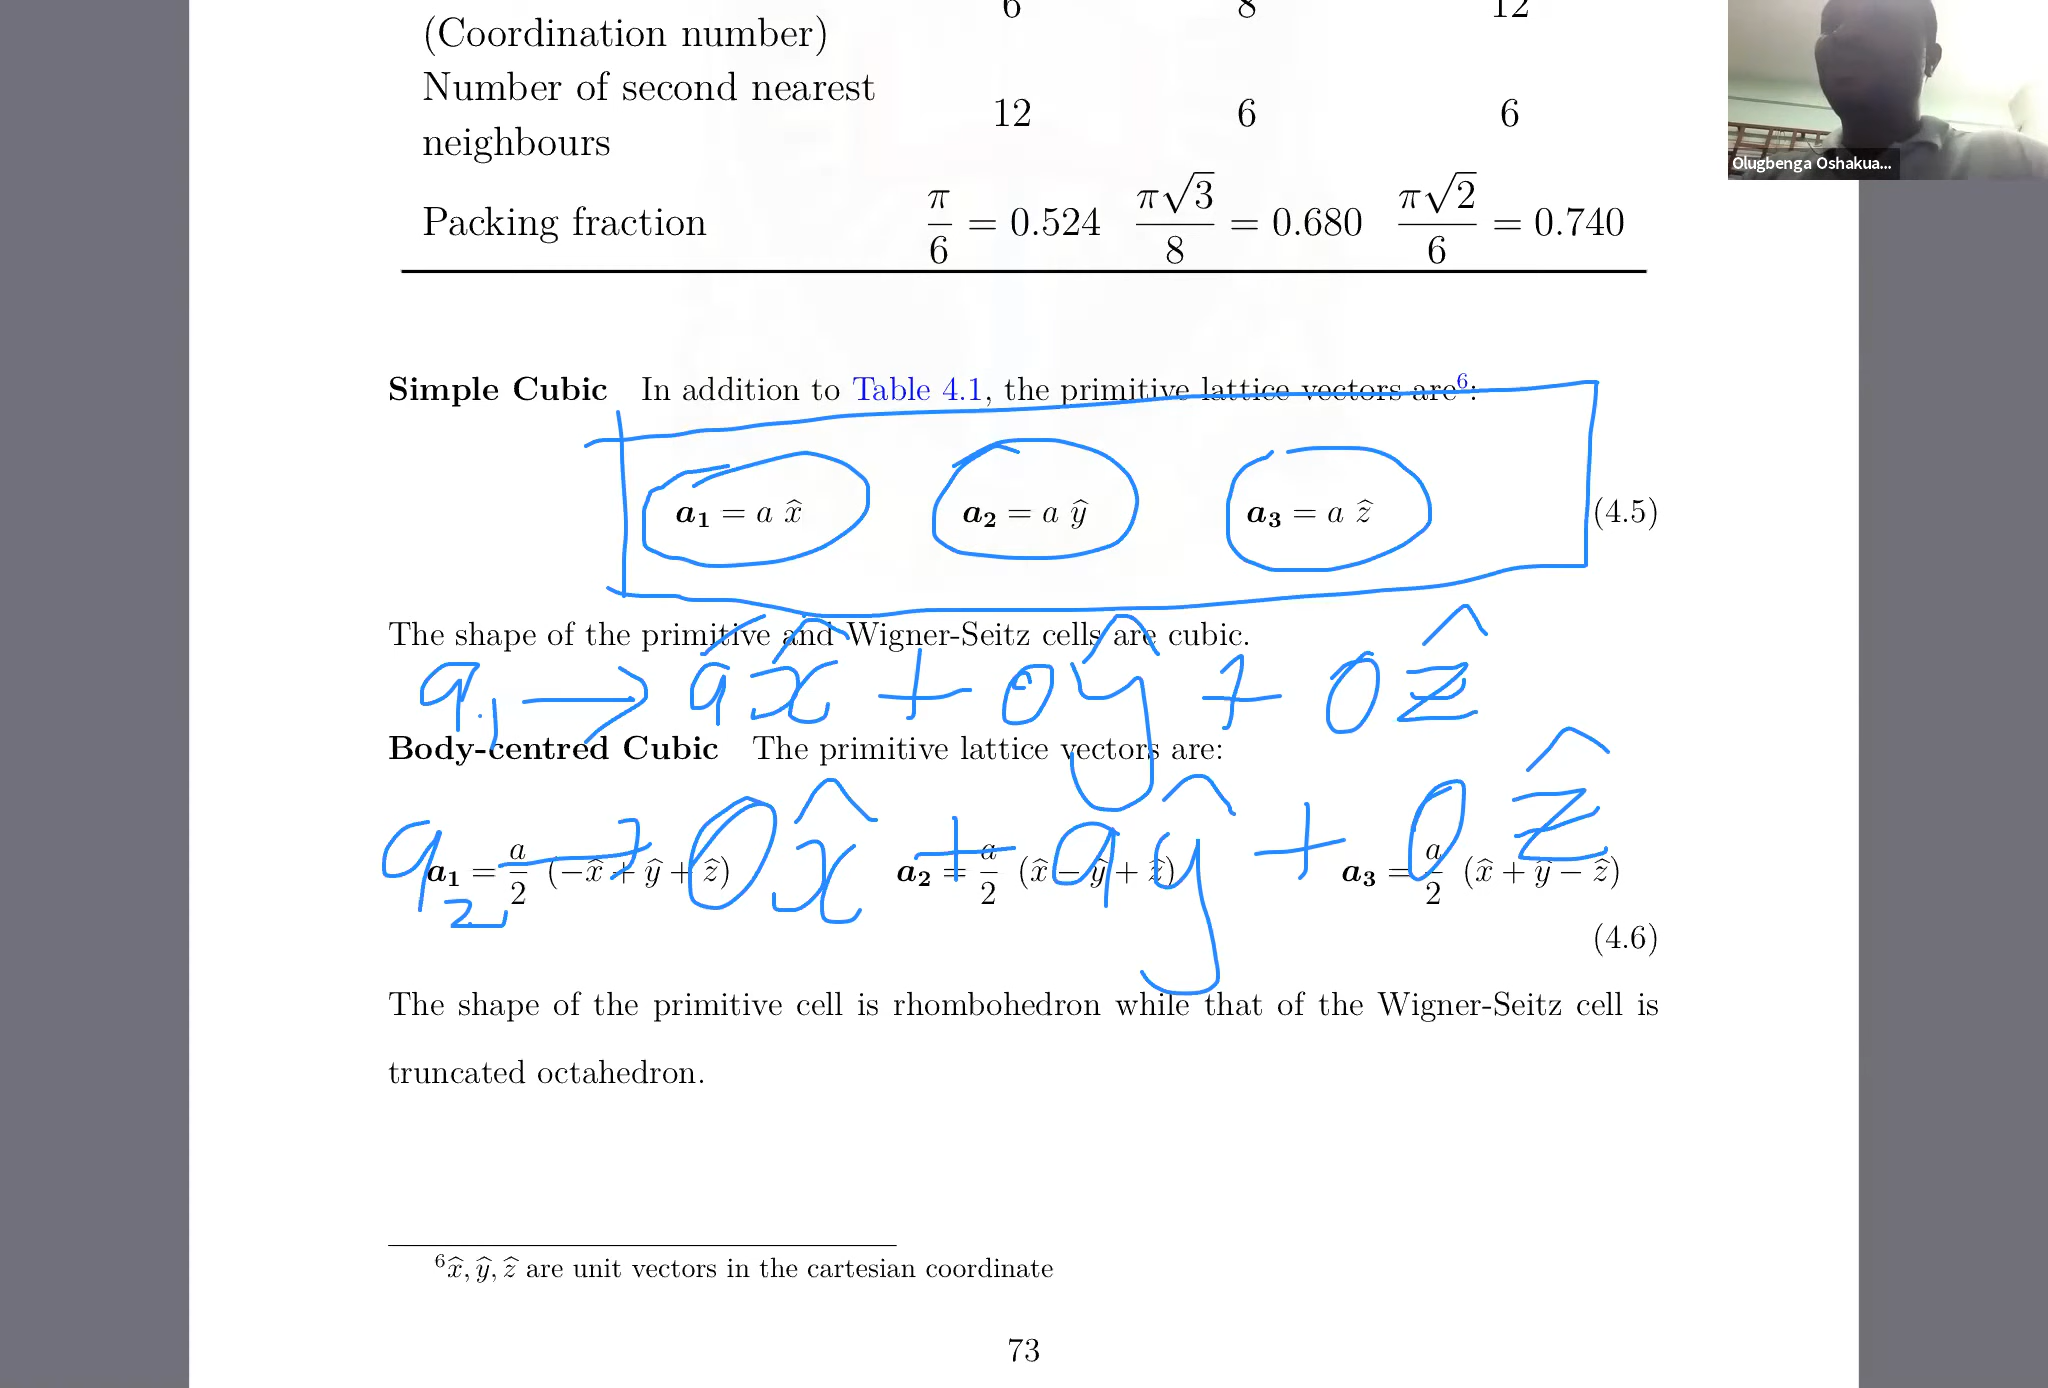 6 8 12
(Coordination number)
Number of second nearest
neighbours
12 6 6
Packing fraction π/6 = 0.524 π√3/8 = 0.680 π√2/6 = 0.740
Olugbenga Oshakua...
Simple Cubic In addition to Table 4.1, the primitive lattice vectors are⁶:
a₁ = a x̂ a₂ = a ŷ a₃ = a ẑ (4.5)
The shape of the primitive and Wigner-Seitz cells are cubic.
a₁ → ax̂ + 0ŷ + 0ẑ
Body-centred Cubic The primitive lattice vectors are:
a₂ → 0x̂ + aŷ + 0ẑ
a₁ = a/2 (−x̂ + ŷ + ẑ) a₂ = a/2 (x̂ − ŷ + ẑ) a₃ = a/2 (x̂ + ŷ − ẑ)
(4.6)
The shape of the primitive cell is rhombohedron while that of the Wigner-Seitz cell is
truncated octahedron.
⁶x̂, ŷ, ẑ are unit vectors in the cartesian coordinate
73